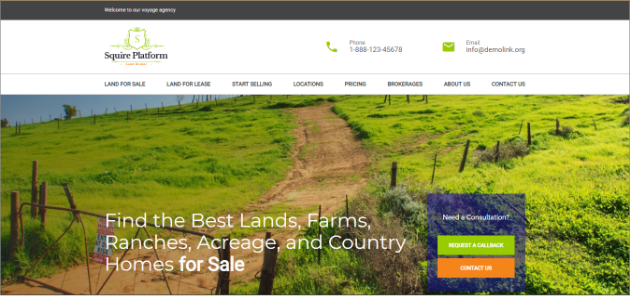 Welcome to our voyage agency
S
Squire Platform
Phone
1-888-123-45678
Email
info@demolink.org
LAND FOR SALE LAND FOR LEASE START SELLING LOCATIONS PRICING BROKERAGES ABOUT US CONTACT US
Find the Best Lands, Farms,
Ranches, Acreage, and Country
Homes for Sale
Need a Consultation?
REQUEST A CALLBACK
CONTACT US